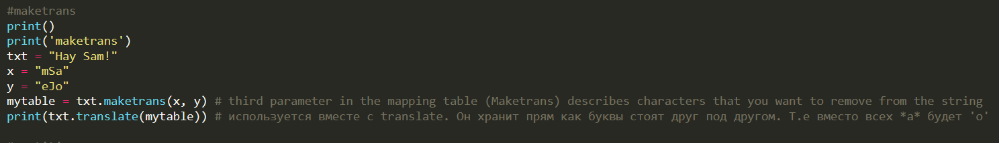 #maketrans
print()
print('maketrans')
txt = "Hay Sam!"
x = "mSa"
y = "eJo"
mytable = txt.maketrans(x, y) # third parameter in the mapping table (Maketrans) describes characters that you want to remove from the string
print(txt.translate(mytable)) # используется вместе с translate. Он хранит прям как буквы стоят друг под другом. Т.е вместо всех *a* будет 'o'